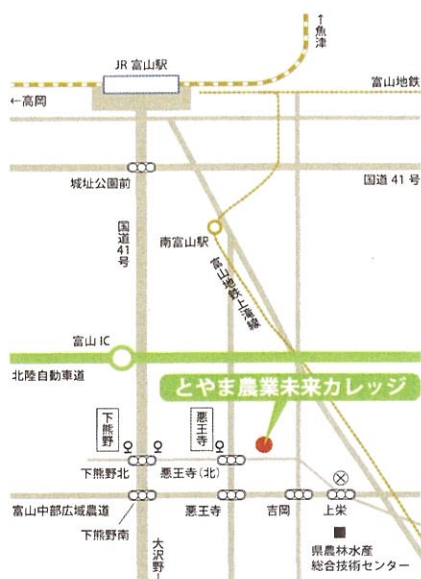 ↑魚津
JR 富山駅
富山地鉄
←高岡
城址公園前
国道 41 号
国道41号
南富山駅
富山地鉄上滝線
富山 IC
北陸自動車道
とやま農業未来カレッジ
下熊野
悪王寺
下熊野北
悪王寺(北)
富山中部広域農道
悪王寺
吉岡
上栄
下熊野南
大沢野→
県農林水産
総合技術センター